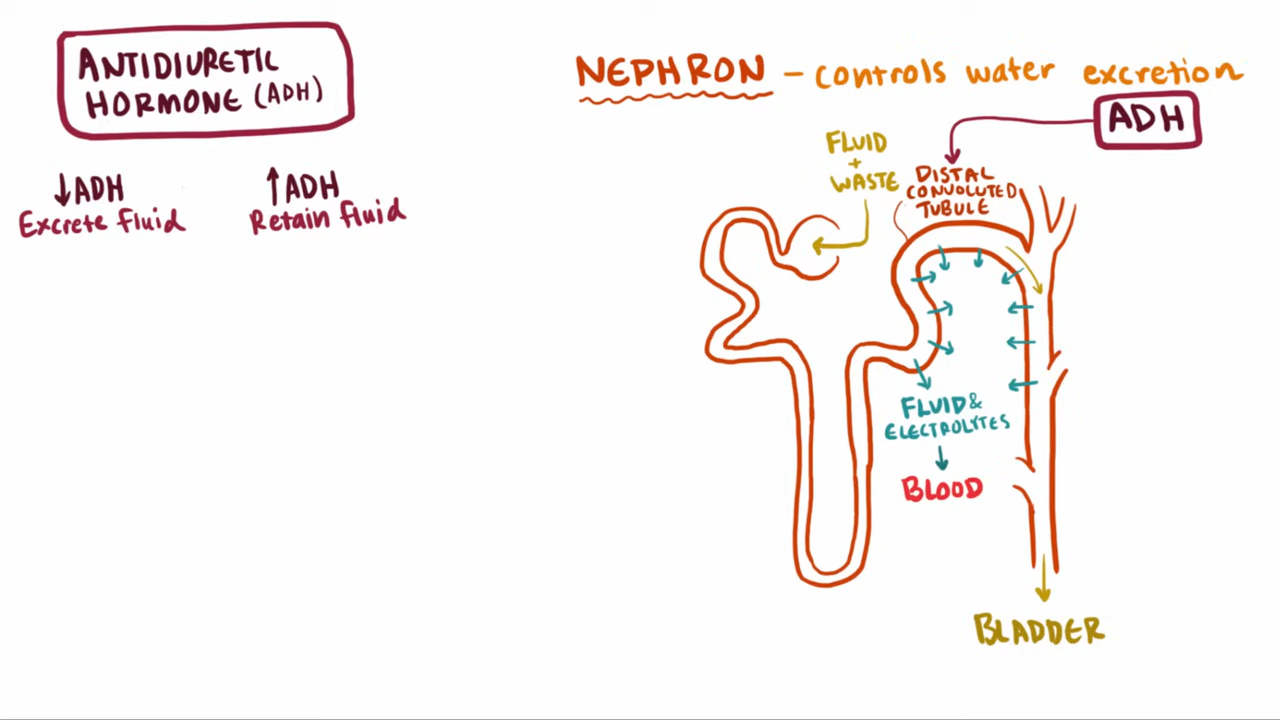 ANTIDIURETIC
HORMONE (ADH)
↓ADH
Excrete fluid
↑ADH
Retain fluid
NEPHRON - controls water excretion
ADH
FLUID
+
WASTE
DISTAL
CONVOLUTED
TUBULE
FLUID &
ELECTROLYTES
BLOOD
BLADDER